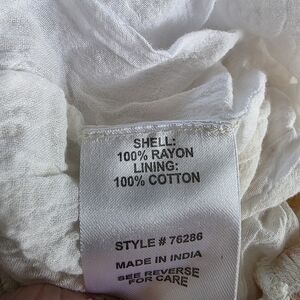 SHELL:
100% RAYON
LINING:
100% COTTON
STYLE # 76286
MADE IN INDIA
SEE REVERSE
FOR CARE